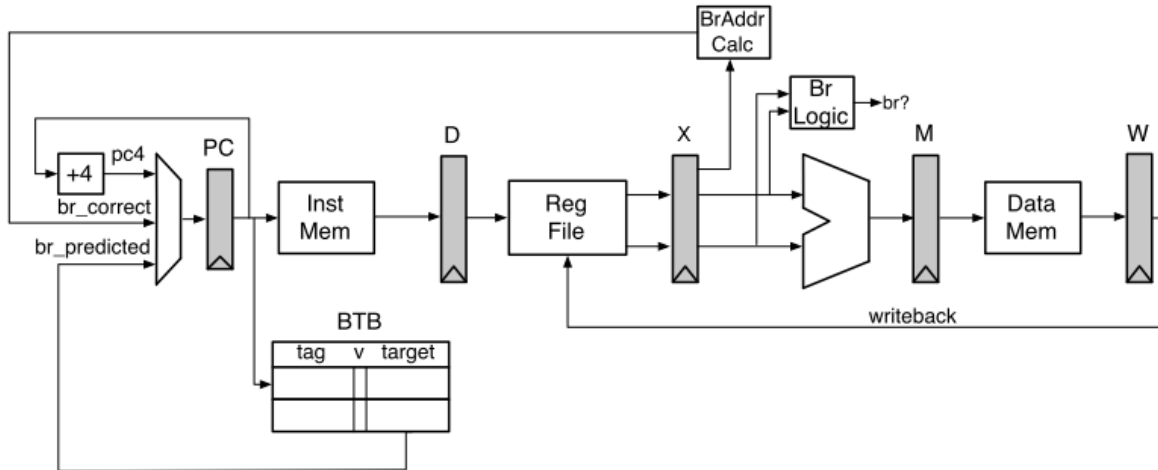 BrAddr
Calc
Br
Logic
br?
PC
D
X
M
W
+4
pc4
br_correct
br_predicted
Inst
Mem
Reg
File
Data
Mem
writeback
BTB
tag v target